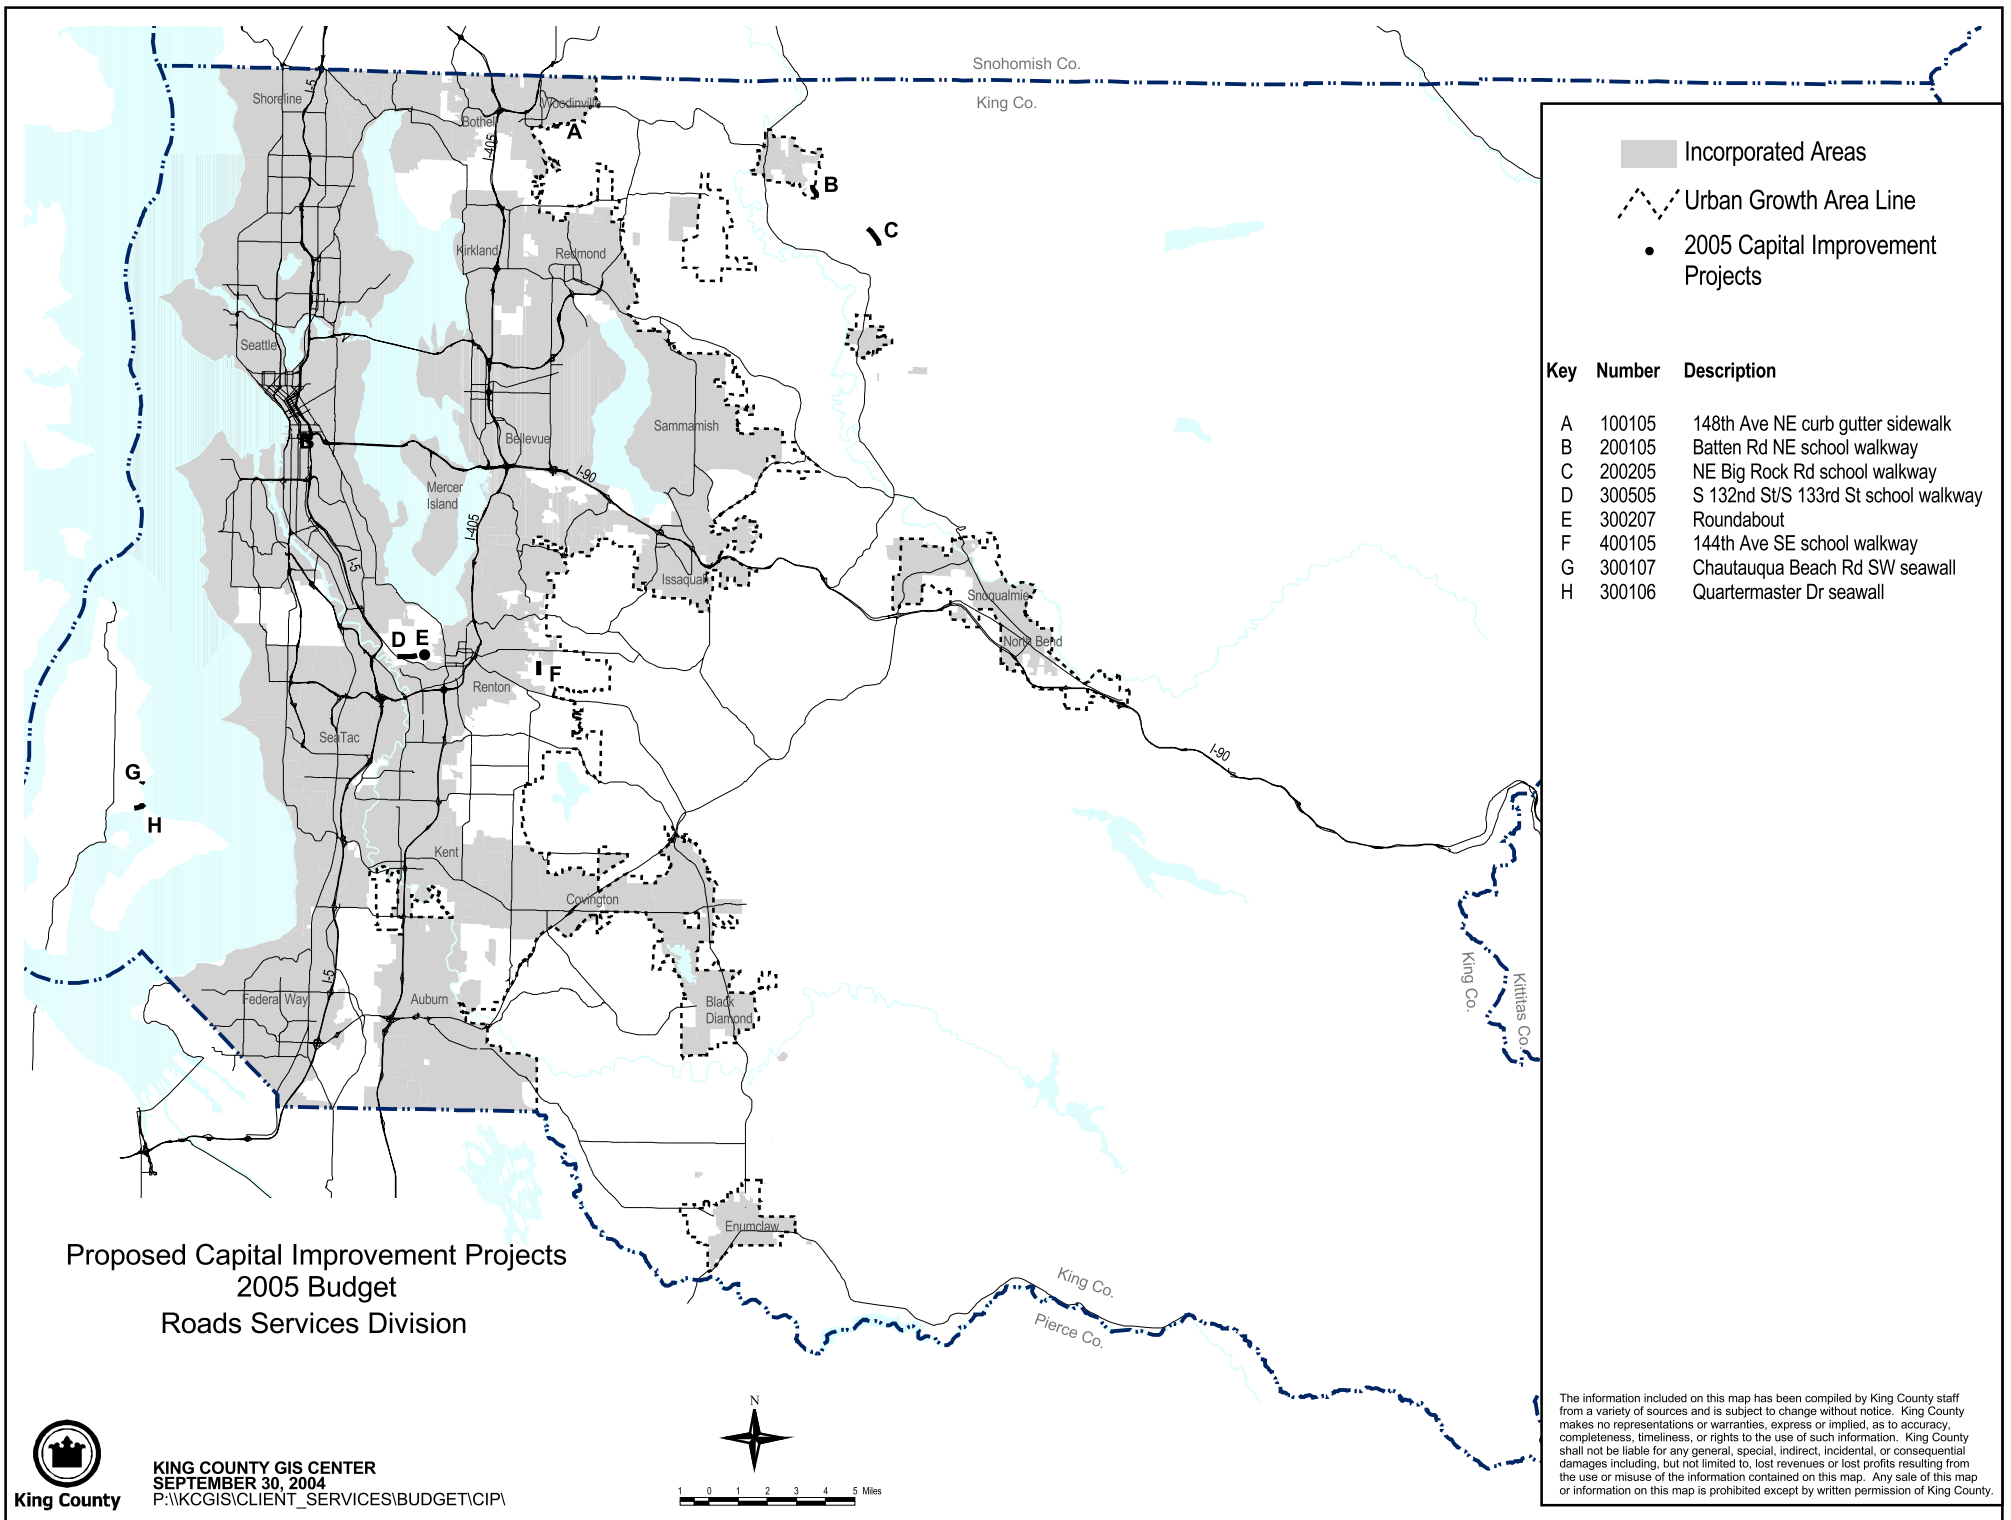 Snohomish Co.
King Co.
Shoreline
I-5
Bothell
Woodinville
I-405
A
B
C
Kirkland
Redmond
Seattle
Bellevue
Sammamish
I-90
Mercer
Island
I-405
I-5
Issaquah
Snoqualmie
North Bend
D E
F
Renton
SeaTac
I-90
G
H
Kent
Covington
I-5
Federal Way
Auburn
Black
Diamond
King Co.
Kittitas Co.
Enumclaw
King Co.
Pierce Co.
Incorporated Areas
Urban Growth Area Line
2005 Capital Improvement
Projects
Key Number Description
A 100105 148th Ave NE curb gutter sidewalk
B 200105 Batten Rd NE school walkway
C 200205 NE Big Rock Rd school walkway
D 300505 S 132nd St/S 133rd St school walkway
E 300207 Roundabout
F 400105 144th Ave SE school walkway
G 300107 Chautauqua Beach Rd SW seawall
H 300106 Quartermaster Dr seawall
Proposed Capital Improvement Projects
2005 Budget
Roads Services Division
King County
KING COUNTY GIS CENTER
SEPTEMBER 30, 2004
P:\\KCGIS\CLIENT_SERVICES\BUDGET\CIP\
N
1 0 1 2 3 4 5 Miles
The information included on this map has been compiled by King County staff
from a variety of sources and is subject to change without notice. King County
makes no representations or warranties, express or implied, as to accuracy,
completeness, timeliness, or rights to the use of such information. King County
shall not be liable for any general, special, indirect, incidental, or consequential
damages including, but not limited to, lost revenues or lost profits resulting from
the use or misuse of the information contained on this map. Any sale of this map
or information on this map is prohibited except by written permission of King County.